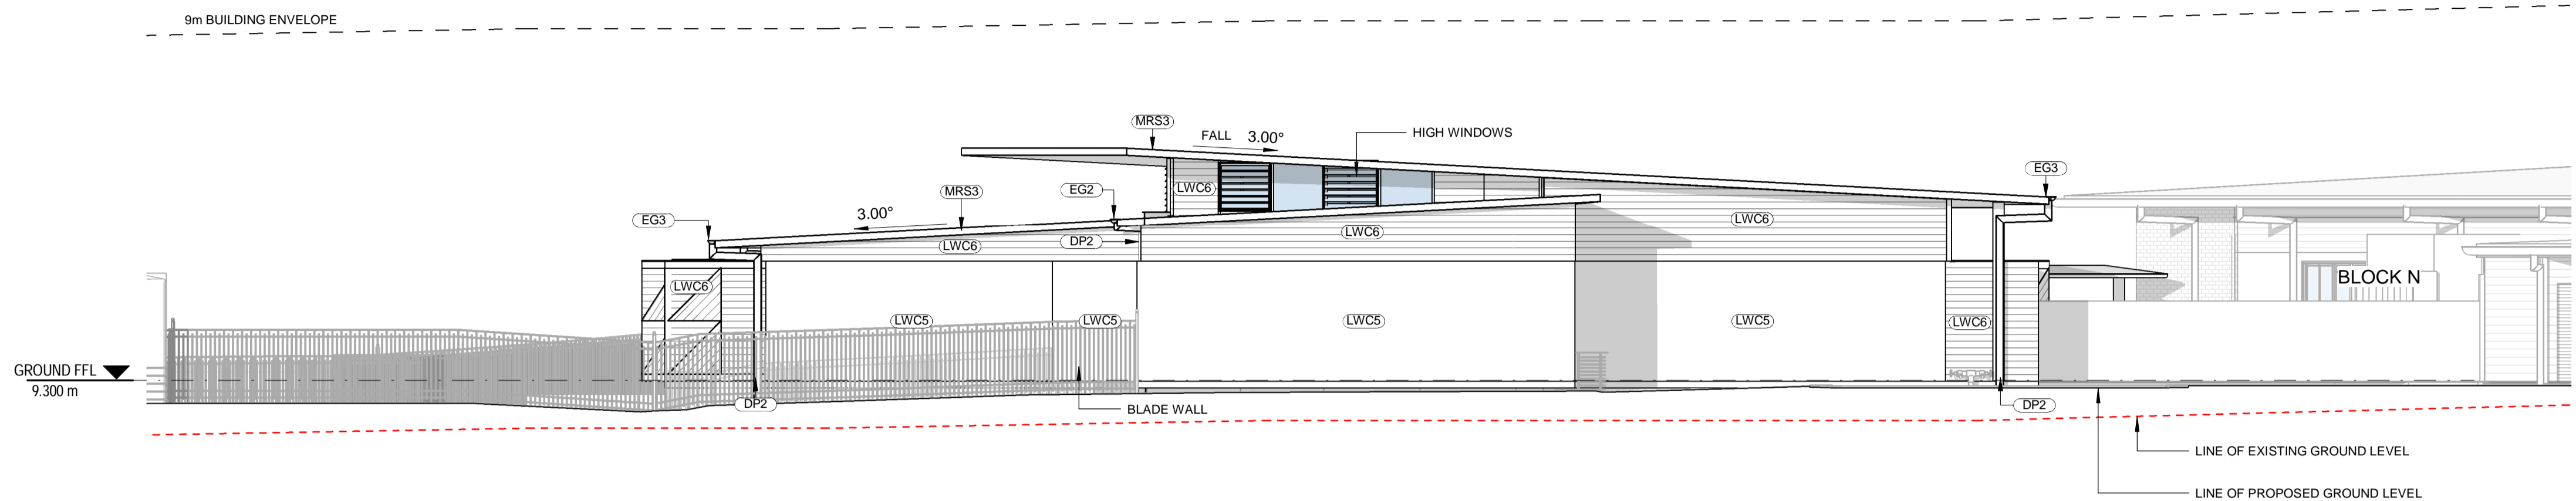 9m BUILDING ENVELOPE
MRS3
FALL 3.00°
HIGH WINDOWS
EG3
MRS3
EG2
LWC6
3.00°
EG3
LWC6
LWC6
LWC6
DP2
LWC6
BLOCK N
LWC5
LWC5
LWC5
LWC5
LWC6
GROUND FFL
9.300 m
DP2
BLADE WALL
DP2
LINE OF EXISTING GROUND LEVEL
LINE OF PROPOSED GROUND LEVEL